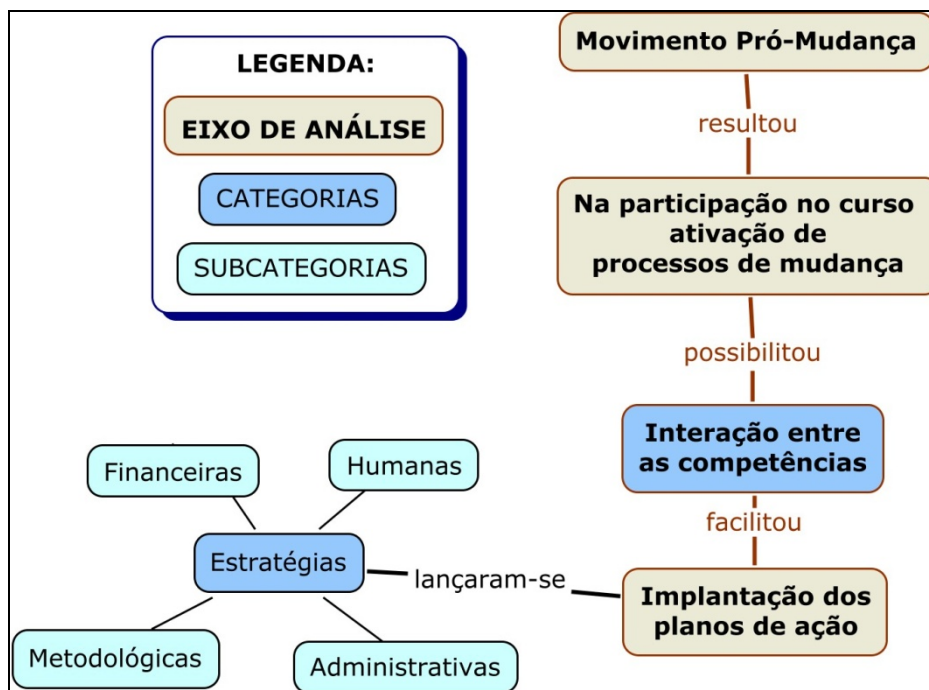 LEGENDA:
EIXO DE ANÁLISE
CATEGORIAS
SUBCATEGORIAS
Movimento Pró-Mudança
resultou
Na participação no curso
ativação de
processos de mudança
possibilitou
Interação entre
as competências
facilitou
Implantação dos
planos de ação
lançaram-se
Estratégias
Financeiras
Humanas
Metodológicas
Administrativas